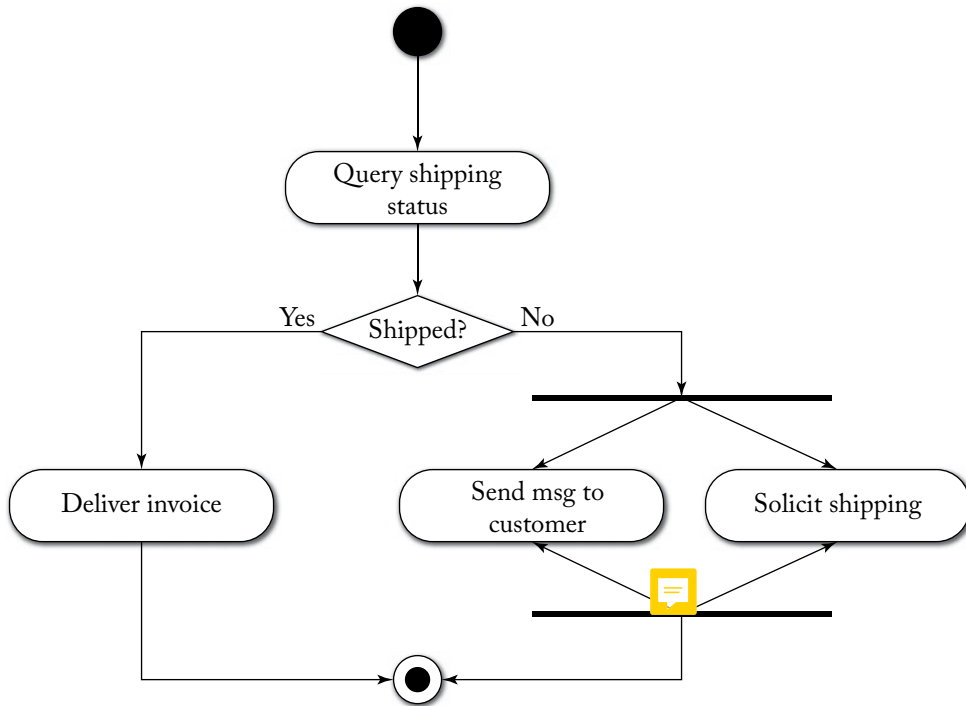 Query shipping
status
Yes
Shipped?
No
Deliver invoice
Send msg to
customer
Solicit shipping